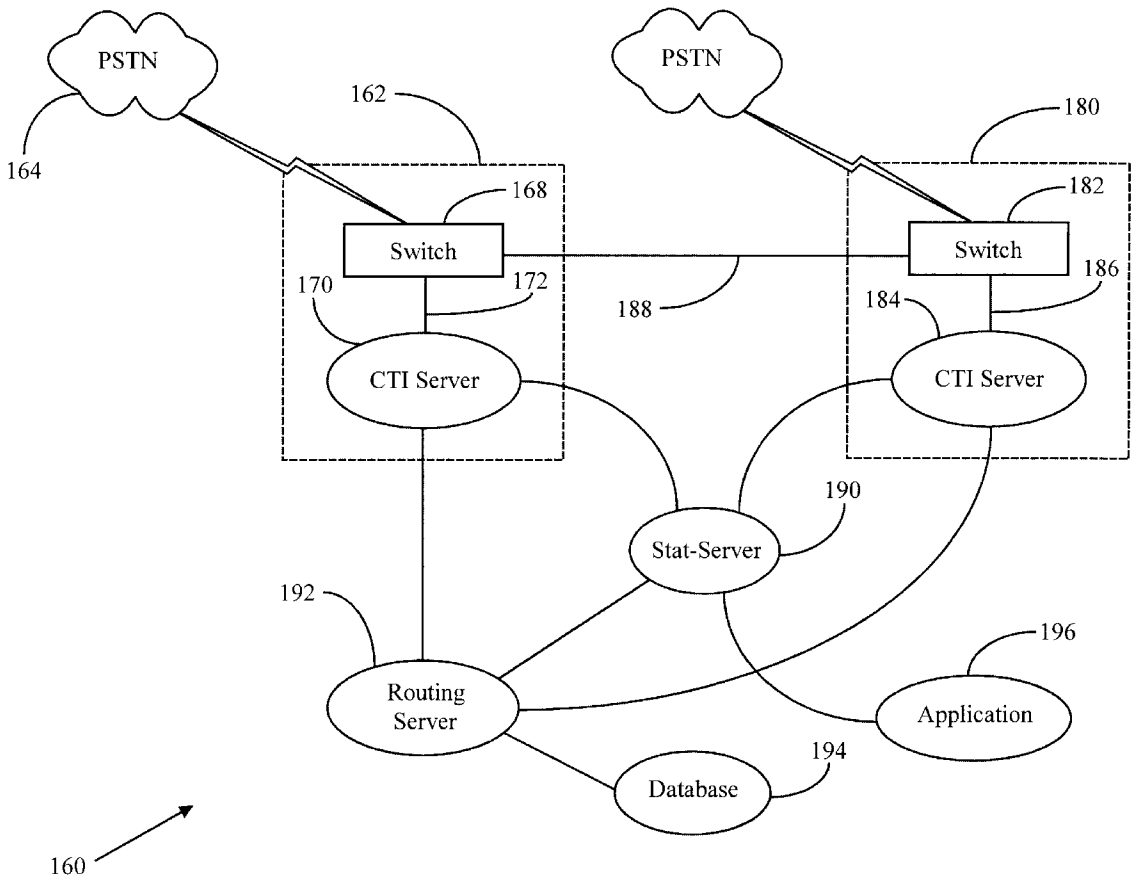 PSTN
PSTN
162
180
164
168
182
Switch
Switch
170
172
188
184
186
CTI Server
CTI Server
190
Stat-Server
192
196
Routing
Server
Application
194
Database
160